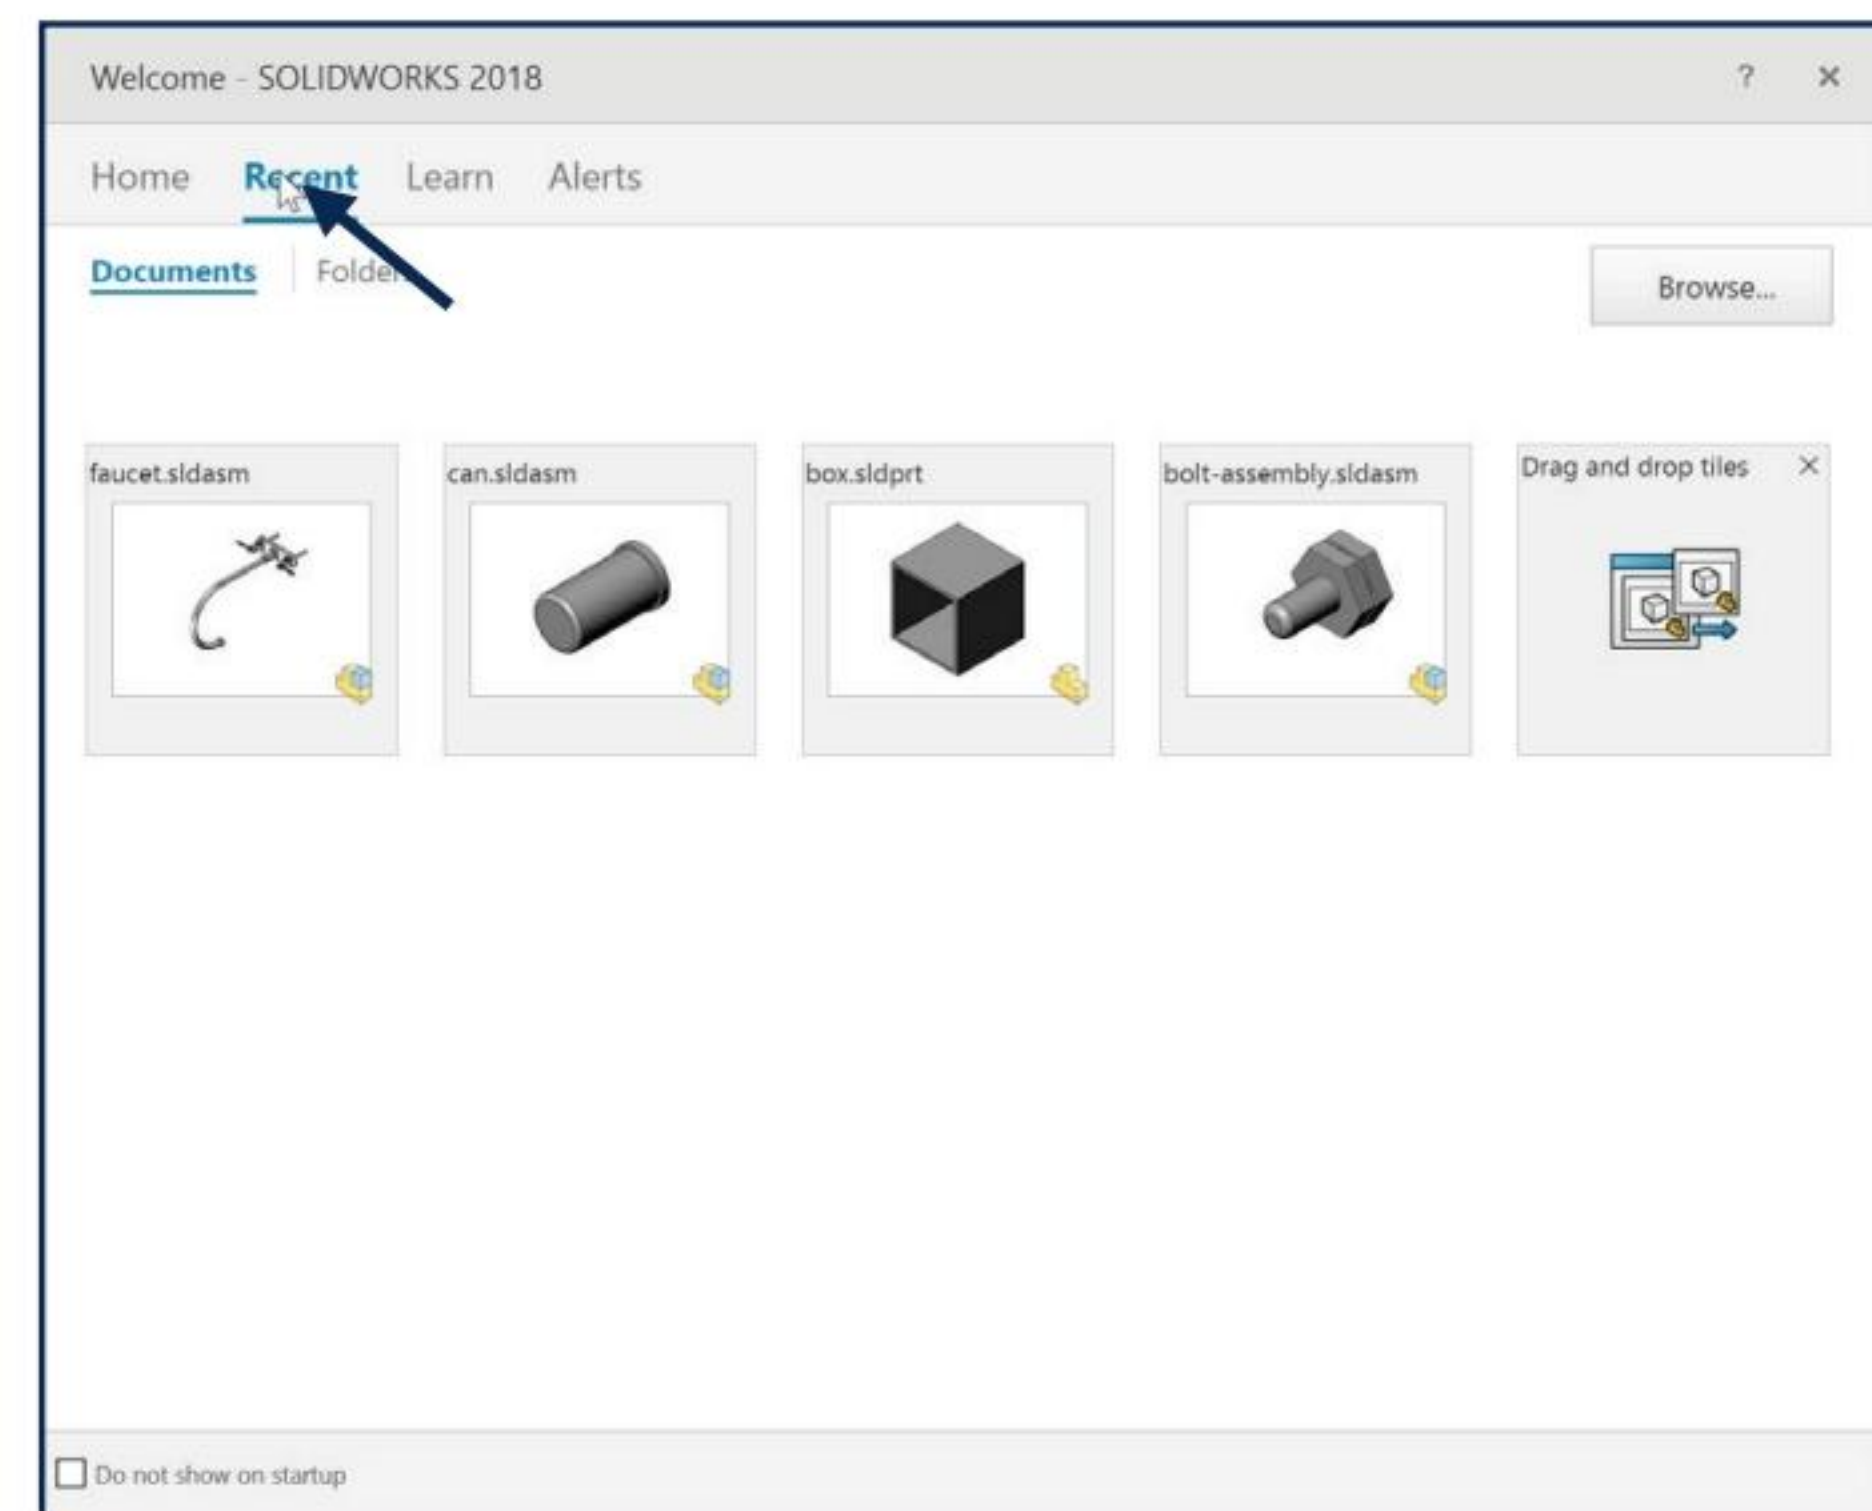 Welcome - SOLIDWORKS 2018 ?
Home Recent Learn Alerts
Documents
Browse...
faucet.sldasm
can.sldasm
box.sldprt
bolt-assembly.sldasm
Drag and drop tiles
Do not show on startup